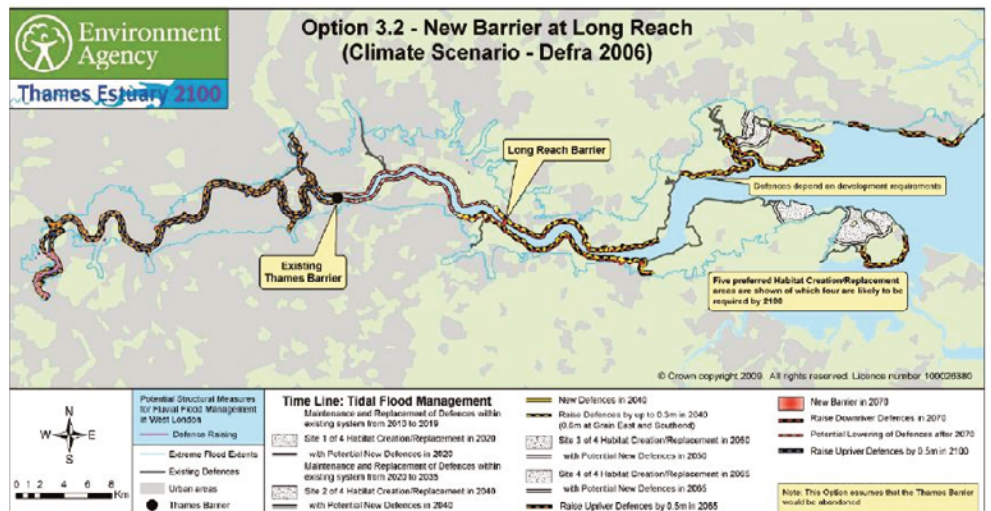 Environment
Agency
Thames Estuary 2100
Option 3.2 - New Barrier at Long Reach
(Climate Scenario - Defra 2006)
Long Reach Barrier
Defences depend on development requirements
Existing
Thames Barrier
Five preferred Habitat Creation/Replacement
areas are shown of which four are likely to be
required by 2100
© Crown copyright 2009. All rights reserved. Licence number 100026380
N
W E
S
0 1 2 4 6 8
Km
Potential Structural Measures
for Fluvial Flood Management
in West London
Defense Raising
Extreme Flood Extents
Existing Defences
Urban areas
Thames Barrier
Time Line: Tidal Flood Management
Maintenance and Replacement of Defences within
existing system from 2010 to 2019
Site 1 of 4 Habitat Creation/Replacement in 2020
with Potential New Defences in 2020
Maintenance and Replacement of Defences within
existing system from 2020 to 2035
Site 2 of 4 Habitat Creation/Replacement in 2040
with Potential New Defences in 2040
New Defences in 2040
Raise Defences by up to 0.3m in 2040
(0.6m at Grain East and Southend)
Site 3 of 4 Habitat Creation/Replacement in 2050
with Potential New Defences in 2050
Site 4 of 4 Habitat Creation/Replacement in 2065
with Potential New Defences in 2065
Raise Upriver Defences by 0.5m in 2065
New Barrier in 2070
Raise Downriver Defences in 2070
Potential Lowering of Defences after 2070
Raise Upriver Defences by 0.5m in 2100
Note: This Option assumes that the Thames Barrier
would be abandoned